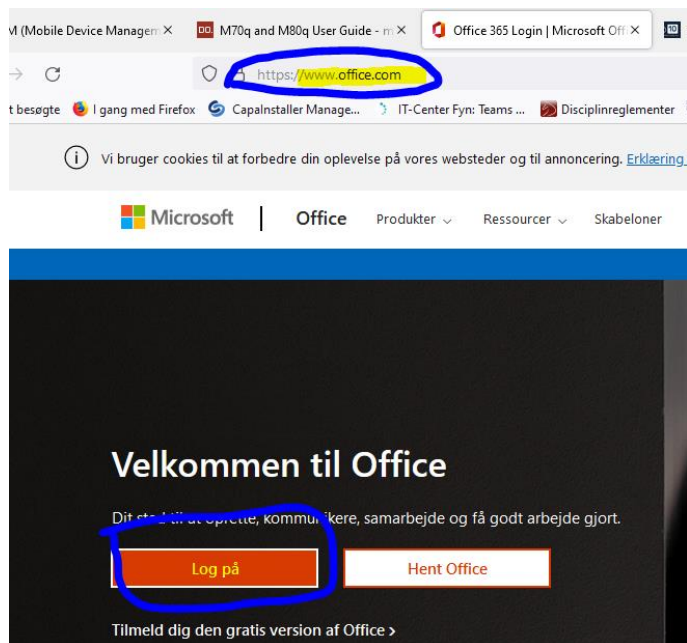 M (Mobile Device Managem
M70q and M80q User Guide - m
Office 365 Login | Microsoft Off
https://www.office.com
t besøgte
I gang med Firefox
CapaInstaller Manage...
IT-Center Fyn: Teams ...
Disciplinreglementer
Vi bruger cookies til at forbedre din oplevelse på vores websteder og til annoncering. Erklæring
Microsoft
Office
Produkter
Ressourcer
Skabeloner
Velkommen til Office
Dit sted til at oprette, kommunikere, samarbejde og få godt arbejde gjort.
Log på
Hent Office
Tilmeld dig den gratis version af Office >